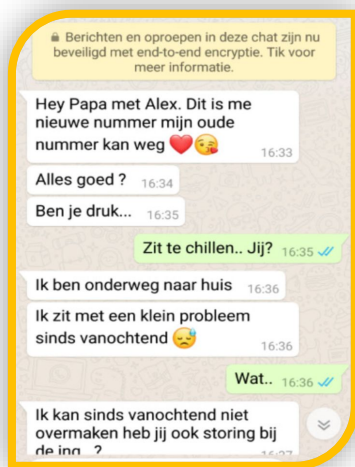 Berichten en oproepen in deze chat zijn nu
beveiligd met end-to-end encryptie. Tik voor
meer informatie.
Hey Papa met Alex. Dit is me
nieuwe nummer mijn oude
nummer kan weg ❤️😘
16:33
Alles goed ? 16:34
Ben je druk... 16:35
Zit te chillen.. Jij? 16:35
Ik ben onderweg naar huis 16:36
Ik zit met een klein probleem
sinds vanochtend 😓
16:36
Wat.. 16:36
Ik kan sinds vanochtend niet
overmaken heb jij ook storing bij
de ing ..?